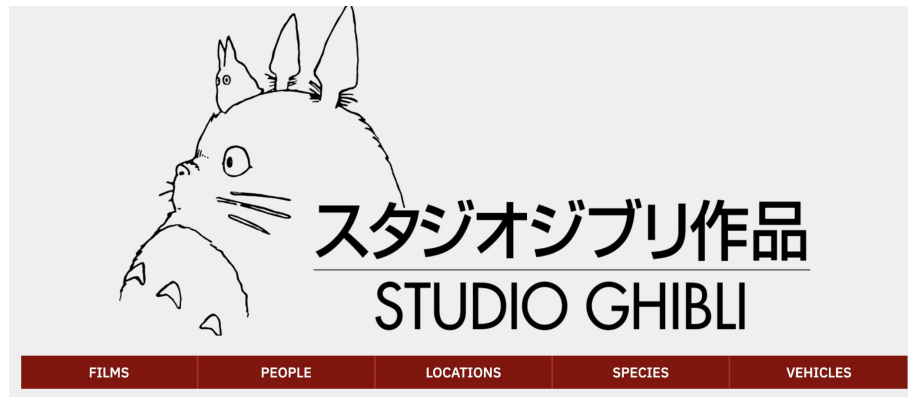 スタジオジブリ作品
STUDIO GHIBLI
FILMS PEOPLE LOCATIONS SPECIES VEHICLES